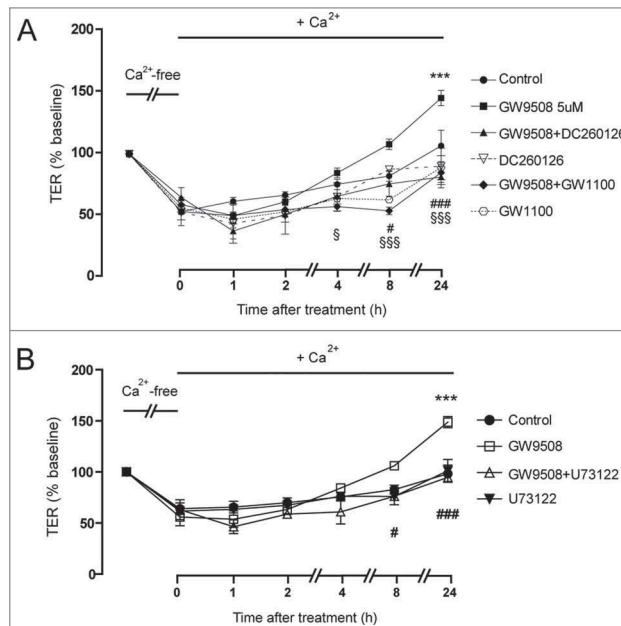 A
+ Ca²⁺
200
Ca²⁺-free
150
100
50
0
TER (% baseline)
***
#
###
§
§§§
§§§
0 1 2 4 8 24
Time after treatment (h)
Control
GW9508 5uM
GW9508+DC260126
DC260126
GW9508+GW1100
GW1100
B
+ Ca²⁺
200
Ca²⁺-free
150
100
50
0
TER (% baseline)
***
#
###
0 1 2 4 8 24
Time after treatment (h)
Control
GW9508
GW9508+U73122
U73122